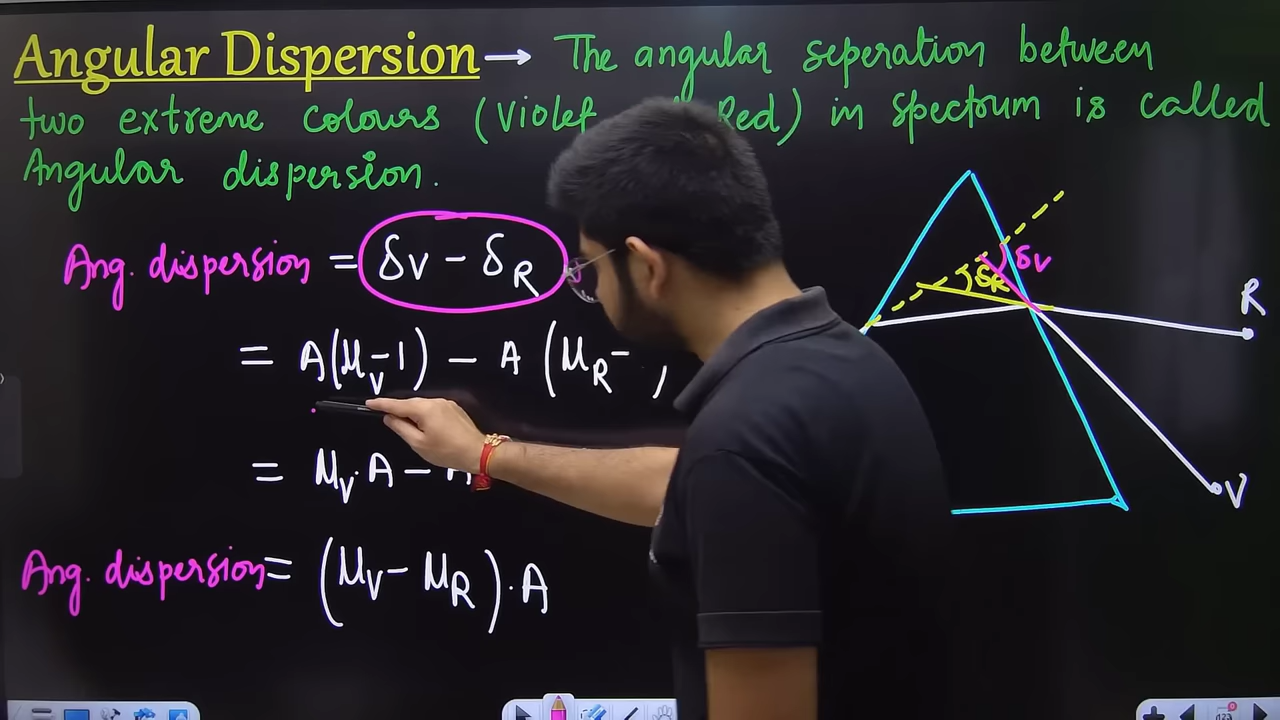 Angular Dispersion → The angular seperation between
two extreme colours (Violet Red) in spectrum is called
Angular dispersion.
Ang. dispersion = δv - δR
= A(μv-1) - A (μR-
= μv·A - A
Ang. dispersion = (μv - μR)·A
δv
δR
R
V